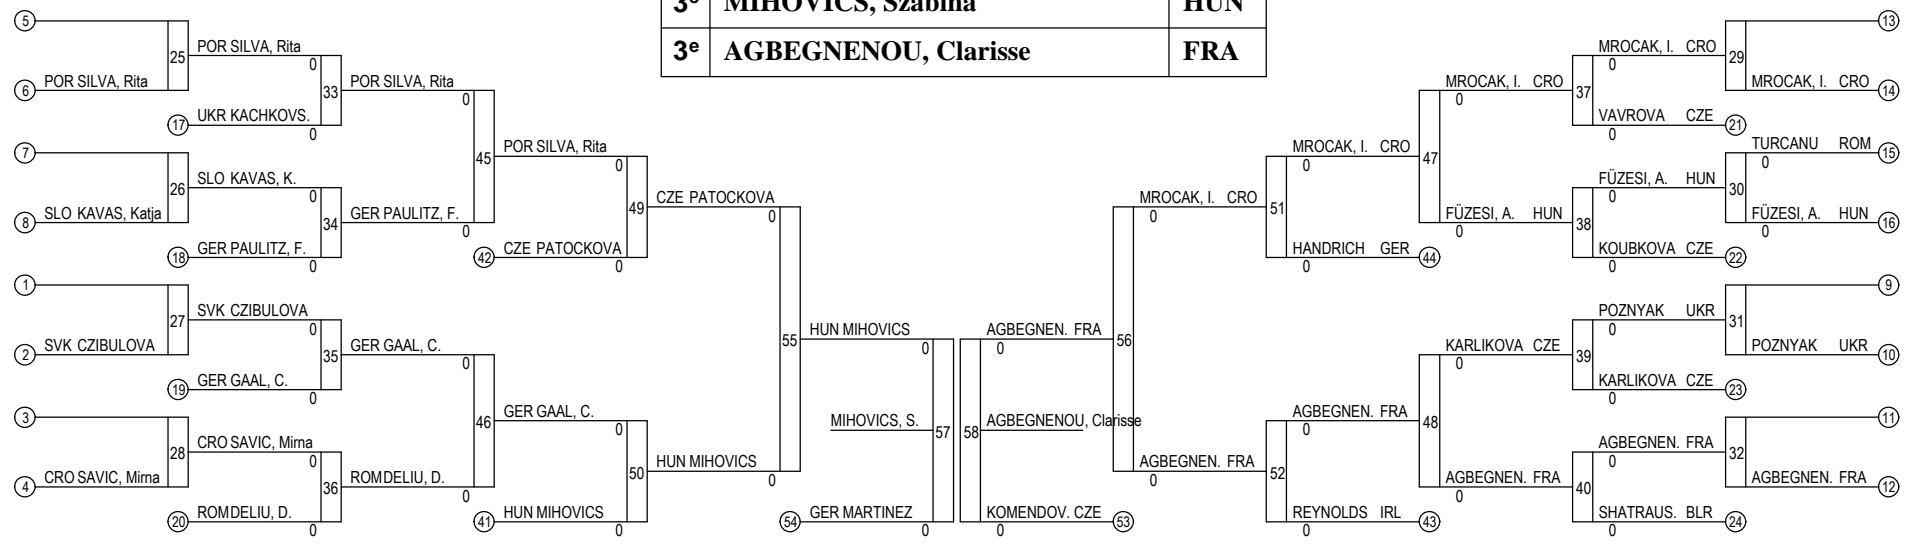 3e MIHOVICS, Szabina HUN
3e AGBEGNENOU, Clarisse FRA
5
25
POR SILVA, Rita
0
6
POR SILVA, Rita
33
POR SILVA, Rita
0
17
UKR KACHKOVS.
0
7
26
SLO KAVAS, K.
0
8
SLO KAVAS, Katja
34
GER PAULITZ, F.
0
18
GER PAULITZ, F.
0
45
POR SILVA, Rita
0
42
CZE PATOCKOVA
0
49
CZE PATOCKOVA
0
1
27
SVK CZIBULOVA
0
2
SVK CZIBULOVA
35
GER GAAL, C.
0
19
GER GAAL, C.
0
3
28
CRO SAVIC, Mirna
0
4
CRO SAVIC, Mirna
36
ROM DELIU, D.
0
20
ROM DELIU, D.
0
46
GER GAAL, C.
0
41
HUN MIHOVICS
0
50
HUN MIHOVICS
0
55
HUN MIHOVICS
0
MIHOVICS, S.
57
54
GER MARTINEZ
0
13
29
MROCAK, I. CRO
0
MROCAK, I. CRO
14
37
MROCAK, I. CRO
0
VAVROVA CZE
0
21
TURCANU ROM
0
15
30
FÜZESI, A. HUN
0
FÜZESI, A. HUN
0
16
38
FÜZESI, A. HUN
0
KOUBKOVA CZE
0
22
47
MROCAK, I. CRO
0
HANDRICH GER
0
44
51
MROCAK, I. CRO
0
9
31
POZNYAK UKR
0
POZNYAK UKR
10
39
KARLIKOVA CZE
0
KARLIKOVA CZE
0
23
11
32
AGBEGNEN. FRA
0
AGBEGNEN. FRA
12
40
AGBEGNEN. FRA
0
SHATRAUS. BLR
0
24
48
AGBEGNEN. FRA
0
REYNOLDS IRL
0
43
52
AGBEGNEN. FRA
0
56
AGBEGNEN. FRA
0
58
AGBEGNENOU, Clarisse
KOMENDOV. CZE
0
53